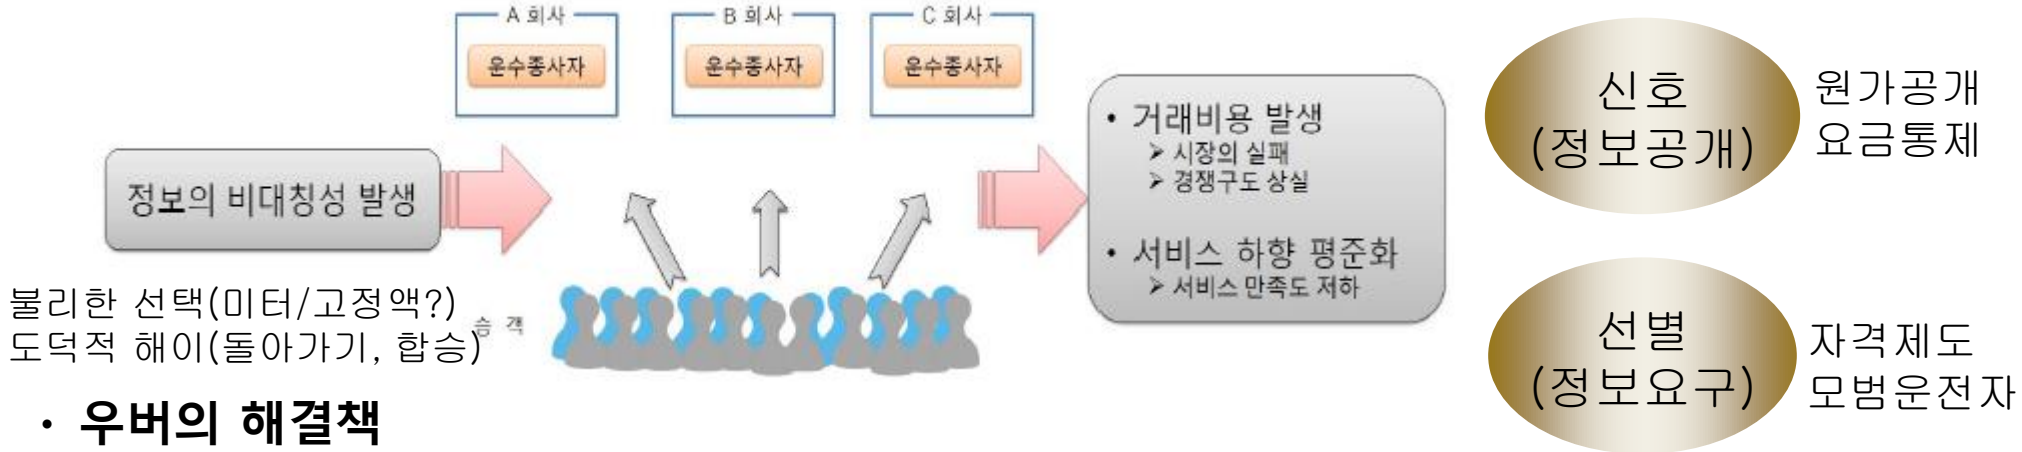 A 회사
B 회사
C 회사
운수종사자
운수종사자
운수종사자
정보의 비대칭성 발생
불리한 선택(미터/고정액?)
도덕적 해이(돌아가기, 합승)
승 객
• 거래비용 발생
➢ 시장의 실패
➢ 경쟁구도 상실
• 서비스 하향 평준화
➢ 서비스 만족도 저하
신호
(정보공개)
원가공개
요금통제
선별
(정보요구)
자격제도
모범운전자
• 우버의 해결책